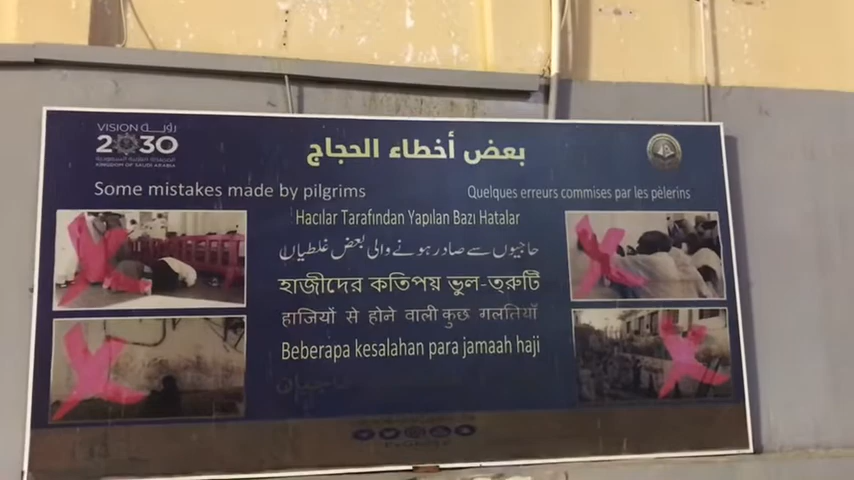 VISION رؤية
2030
المملكة العربية السعودية
KINGDOM OF SAUDI ARABIA
بعض أخطاء الحجاج
Some mistakes made by pilgrims
Quelques erreurs commises par les pèlerins
Hacılar Tarafından Yapılan Bazı Hatalar
حاجیوں سے صادر ہونے والی بعض غلطیاں
হাজীদের কতিপয় ভুল-ত্রুটি
हाजियों से होने वाली कुछ गलतियाँ
Beberapa kesalahan para jamaah haji
حاجیان